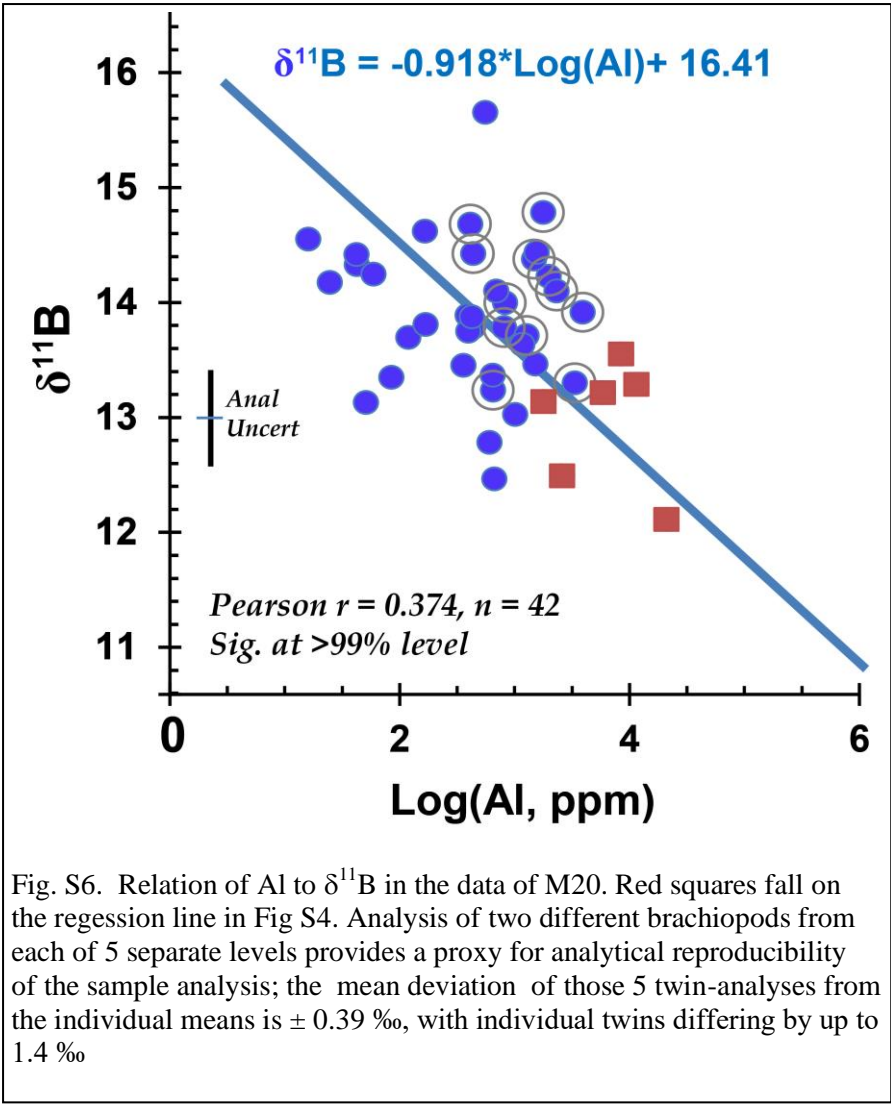 δ¹¹B = -0.918*Log(Al)+ 16.41
16
15
14
13
12
11
δ¹¹B
Anal
Uncert
Pearson r = 0.374, n = 42
Sig. at >99% level
0
2
4
6
Log(Al, ppm)
Fig. S6. Relation of Al to δ¹¹B in the data of M20. Red squares fall on
the regession line in Fig S4. Analysis of two different brachiopods from
each of 5 separate levels provides a proxy for analytical reproducibility
of the sample analysis; the mean deviation of those 5 twin-analyses from
the individual means is ± 0.39 ‰, with individual twins differing by up to
1.4 ‰